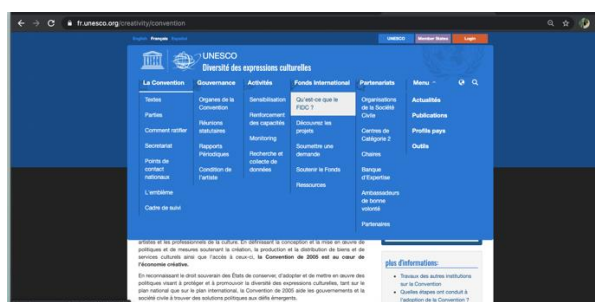 fr.unesco.org/creativity/convention
English Français Español
UNESCO Member States Login
UNESCO
Diversité des expressions culturelles
La Convention Gouvernance Activités Fonds International Partenariats Menu
Textes
Parties
Comment ratifier
Secretariat
Points de
contact
nationaux
L'emblème
Cadre de suivi
Organes de la
Convention
Réunions
statutaires
Rapports
Périodiques
Condition de
l'artiste
Sensibilisation
Renforcement
des capacités
Monitoring
Recherche et
collecte de
données
Qu'est-ce que le
FIDC ?
Découvrez les
projets
Soumettre une
demande
Soutenir le Fonds
Ressources
Organisations
de la Société
Civile
Centres de
Catégorie 2
Chaires
Banque
d'Expertise
Ambassadeurs
de bonne
volonté
Partenaires
Actualités
Publications
Profils pays
Outils
artistes et les professionnels de la culture. En définissant la conception et la mise en œuvre de
politiques et de mesures soutenant la création, la production et la distribution de biens et de
services culturels ainsi que l'accès à ceux-ci, la Convention de 2005 est au cœur de
l'économie créative.
En reconnaissant le droit souverain des États de conserver, d'adopter et de mettre en œuvre des
politiques visant à protéger et à promouvoir la diversité des expressions culturelles, tant sur le
plan national que sur le plan international, la Convention de 2005 aide les gouvernements et la
société civile à trouver des solutions politiques aux défis émergents.
plus d'informations:
Travaux des autres institutions
sur la Convention
Quelles étapes ont conduit à
l'adoption de la Convention ?